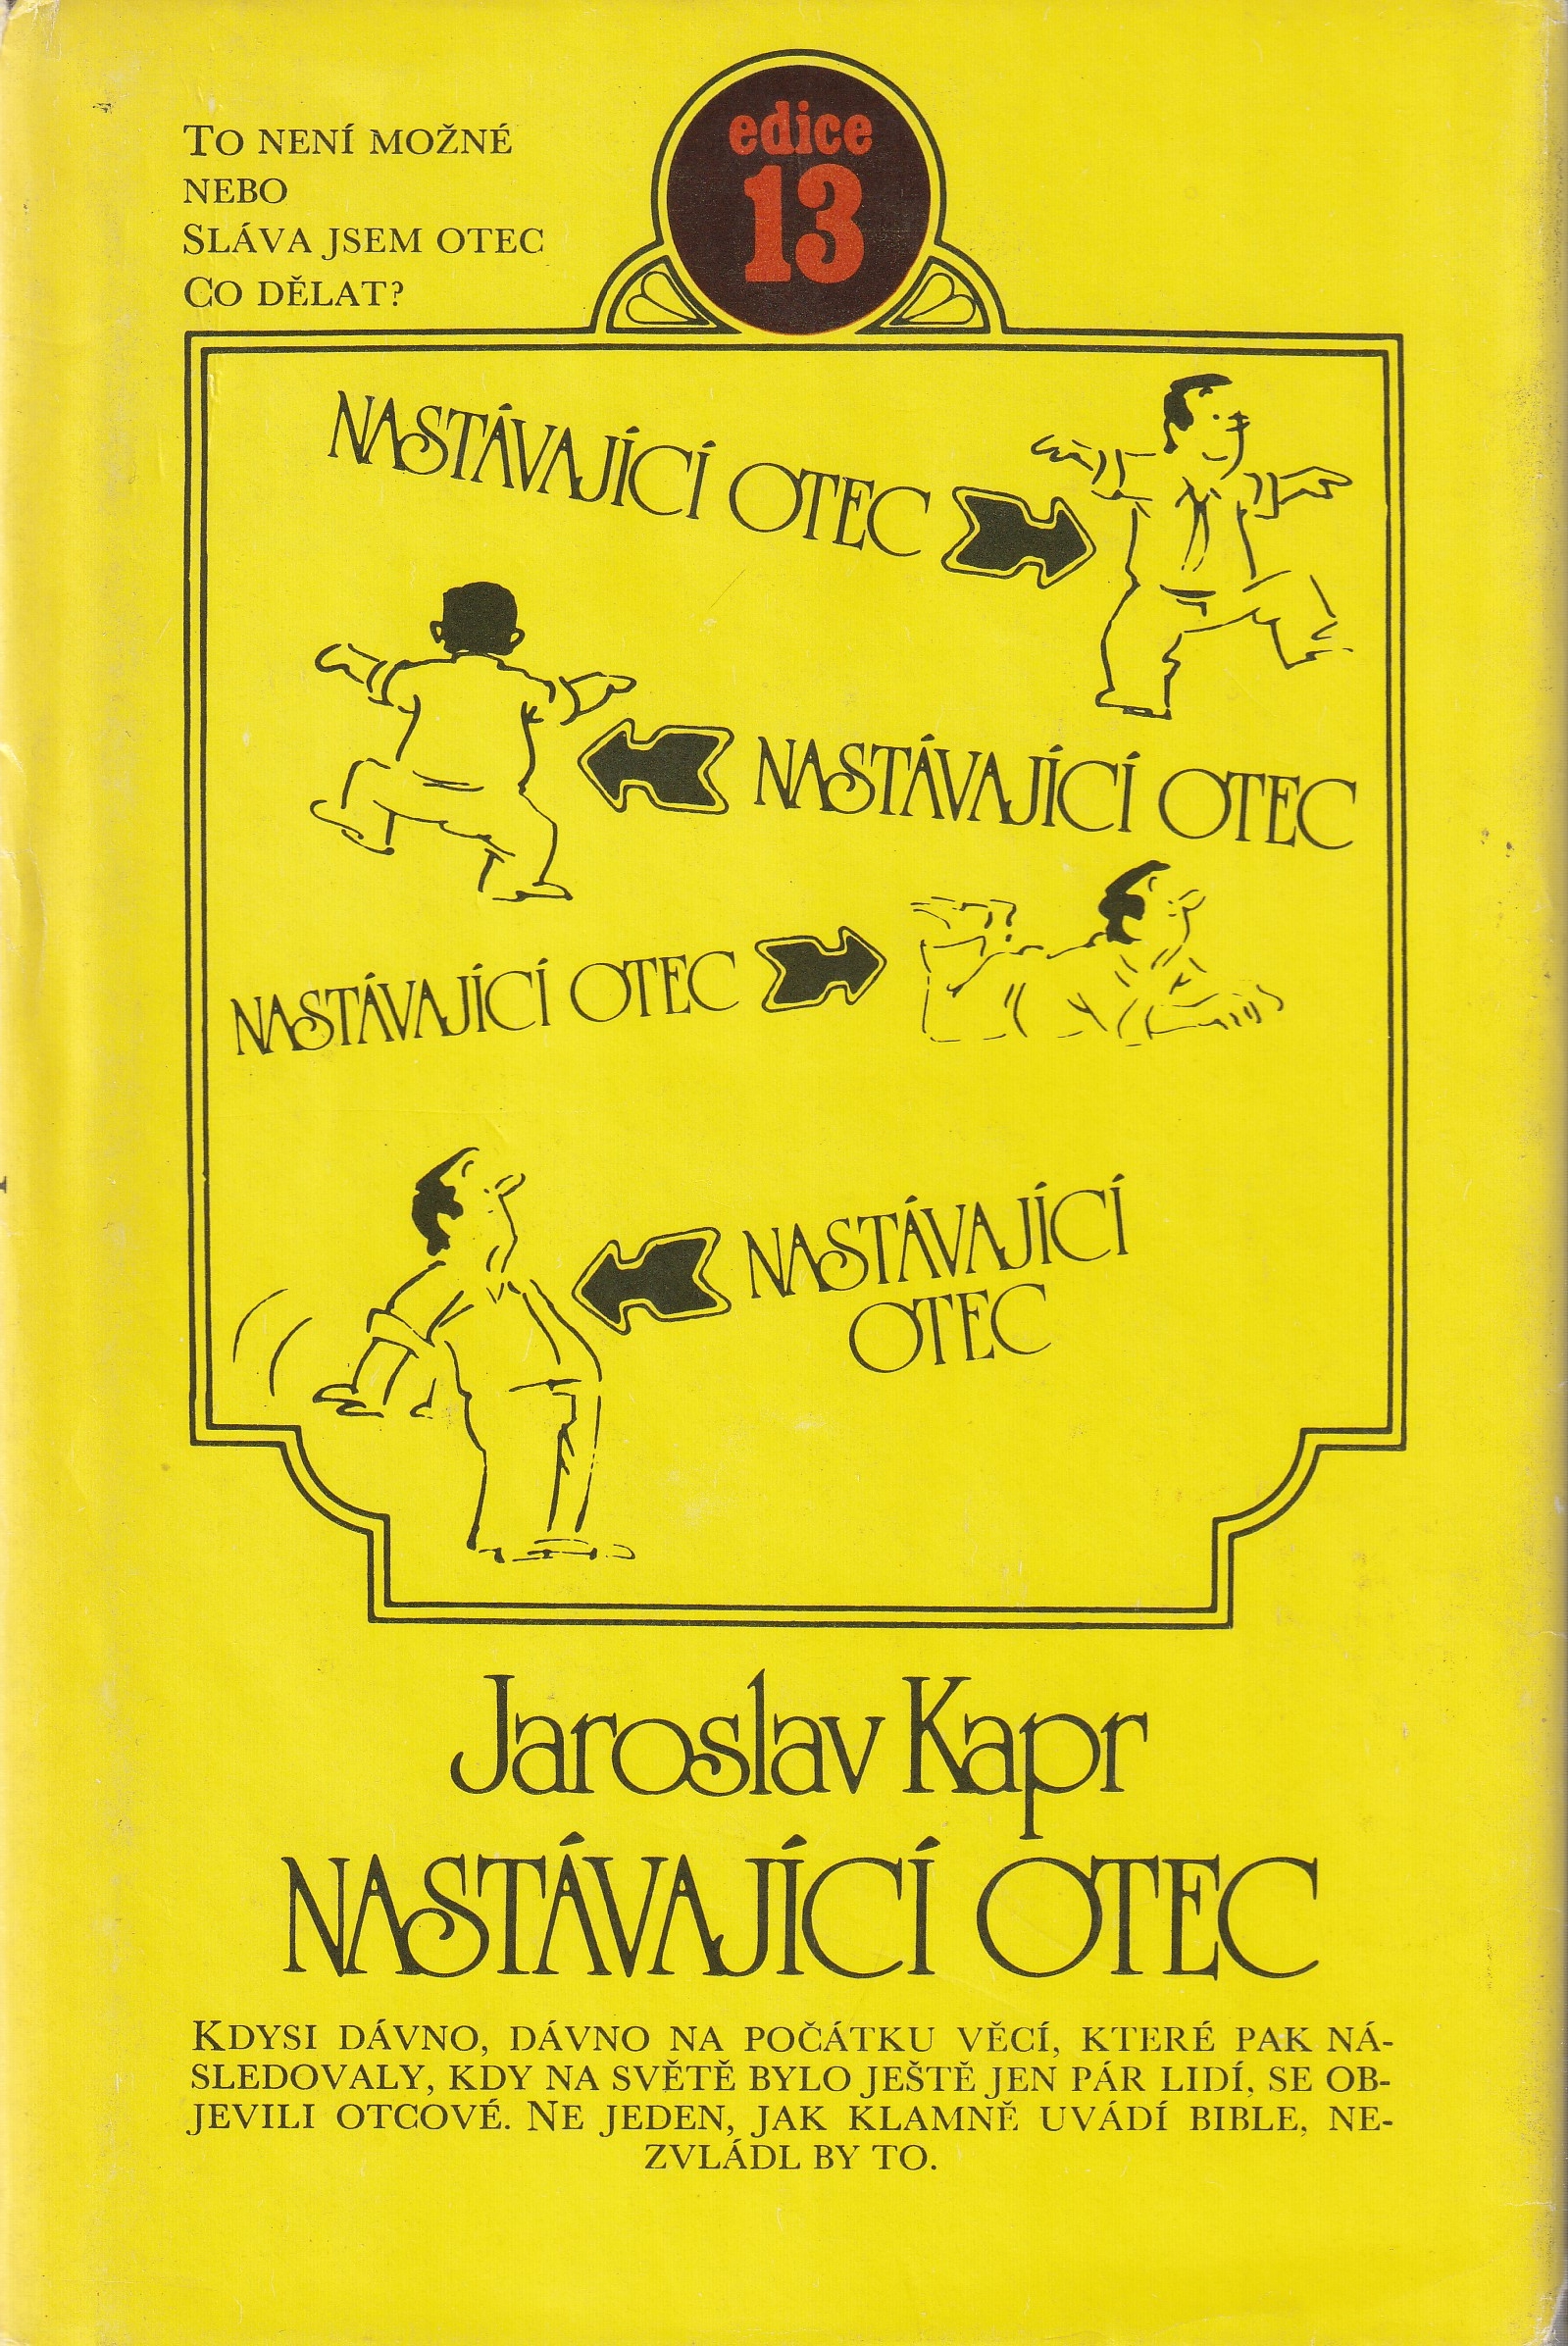 To není možné
nebo
Sláva jsem otec
Co dělat?
edice
13
NASTÁVAJÍCÍ OTEC
NASTÁVAJÍCÍ OTEC
NASTÁVAJÍCÍ OTEC
NASTÁVAJÍCÍ
OTEC
Jaroslav Kapr
NASTÁVAJÍCÍ OTEC
Kdysi dávno, dávno na počátku věcí, které pak ná-
sledovaly, kdy na světě bylo ještě jen pár lidí, se ob-
jevili otcové. Ne jeden, jak klamně uvádí bible, ne-
zvládl by to.